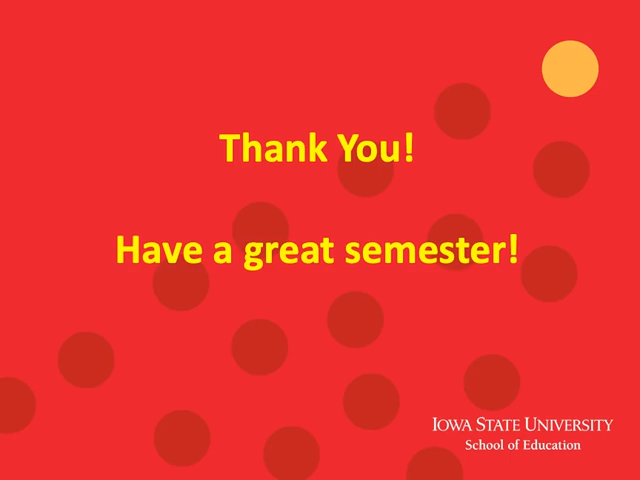 Thank You!
Have a great semester!
IOWA STATE UNIVERSITY
School of Education